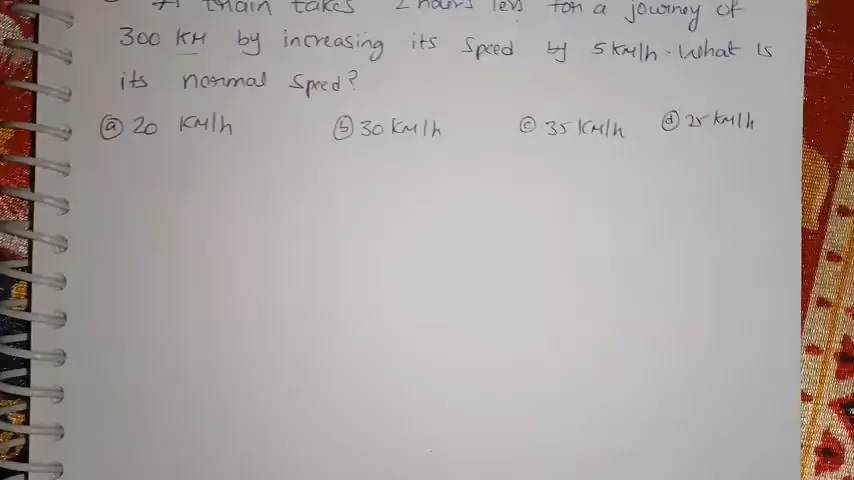 A train takes 2 hours less for a journey of
300 KM by increasing its speed by 5 KM/h. What is
its normal speed?
ⓐ 20 KM/h ⓑ 30 KM/h ⓒ 35 KM/h ⓓ 25 KM/h